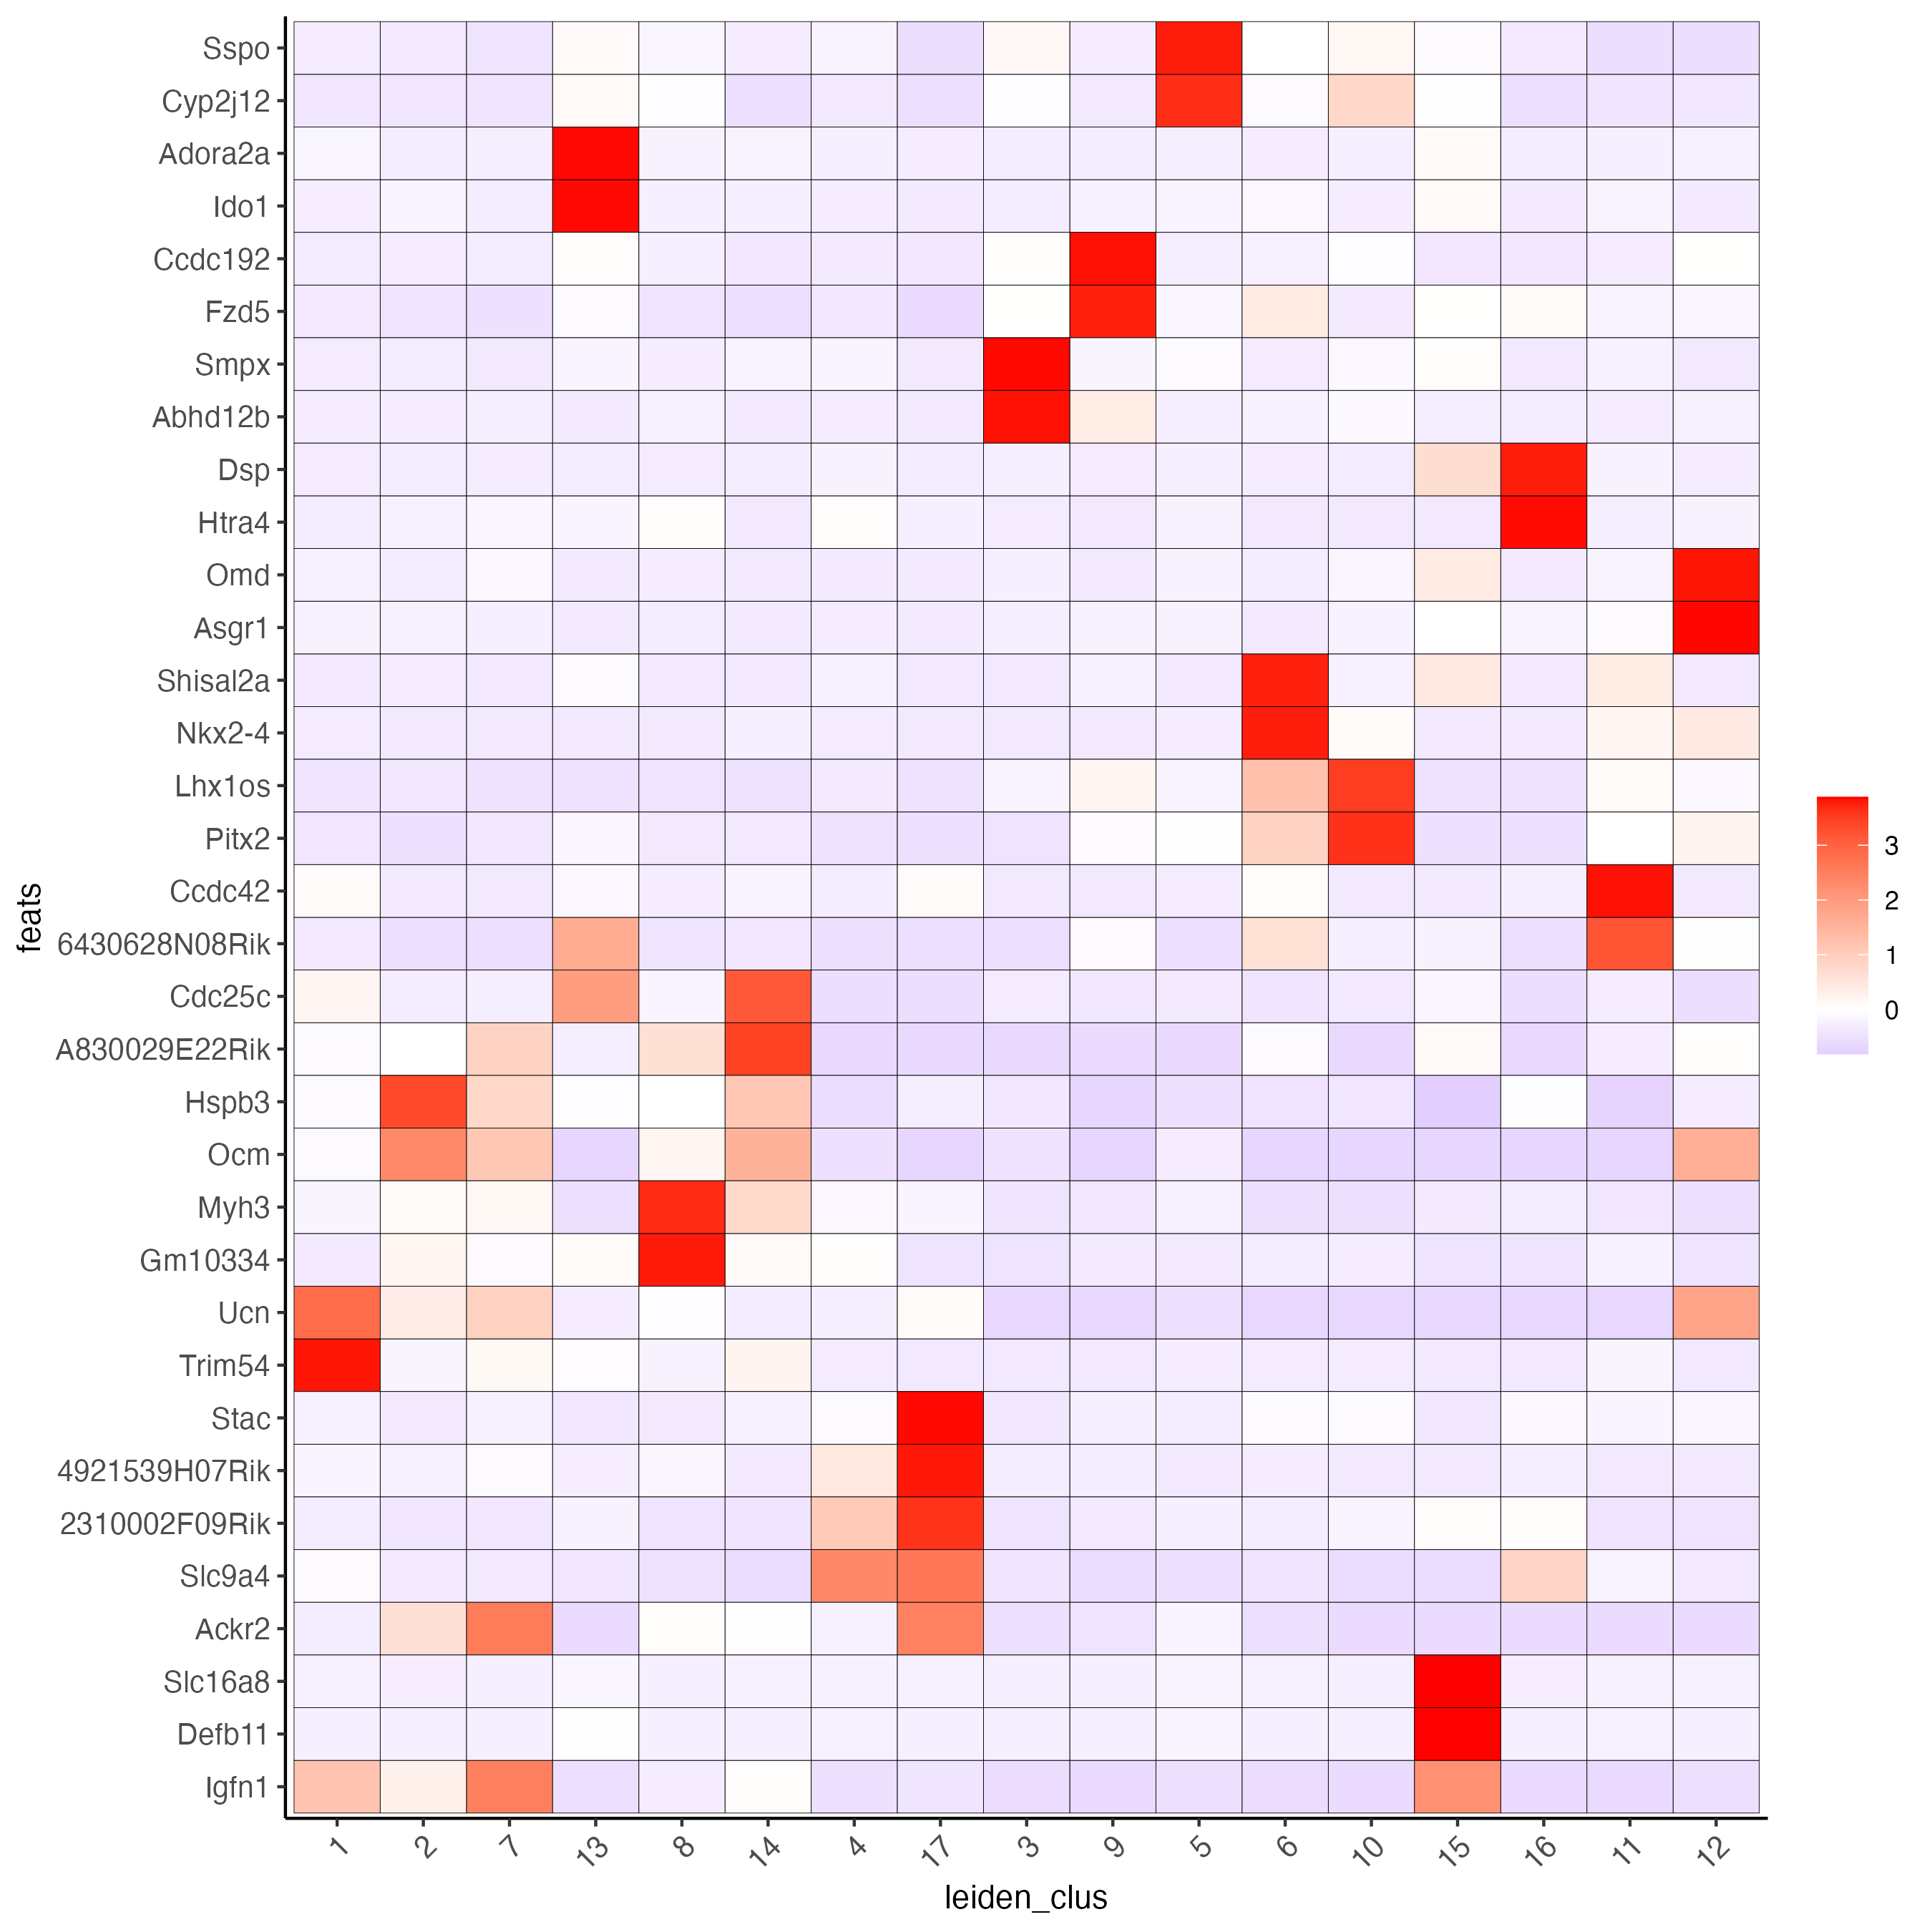 feats
Sspo
Cyp2j12
Adora2a
Ido1
Ccdc192
Fzd5
Smpx
Abhd12b
Dsp
Htra4
Omd
Asgr1
Shisal2a
Nkx2-4
Lhx1os
Pitx2
Ccdc42
6430628N08Rik
Cdc25c
A830029E22Rik
Hspb3
Ocm
Myh3
Gm10334
Ucn
Trim54
Stac
4921539H07Rik
2310002F09Rik
Slc9a4
Ackr2
Slc16a8
Defb11
Igfn1
1 2 7 13 8 14 4 17 3 9 5 6 10 15 16 11 12
leiden_clus
3
2
1
0